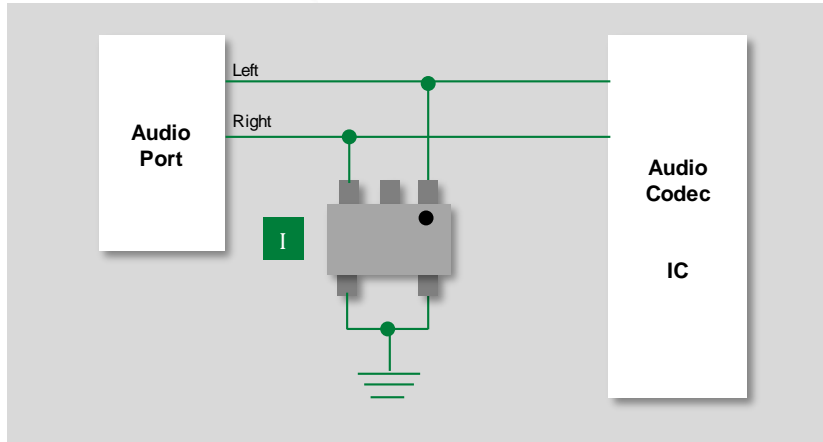 Left
Right
Audio
Port
I
Audio
Codec
IC